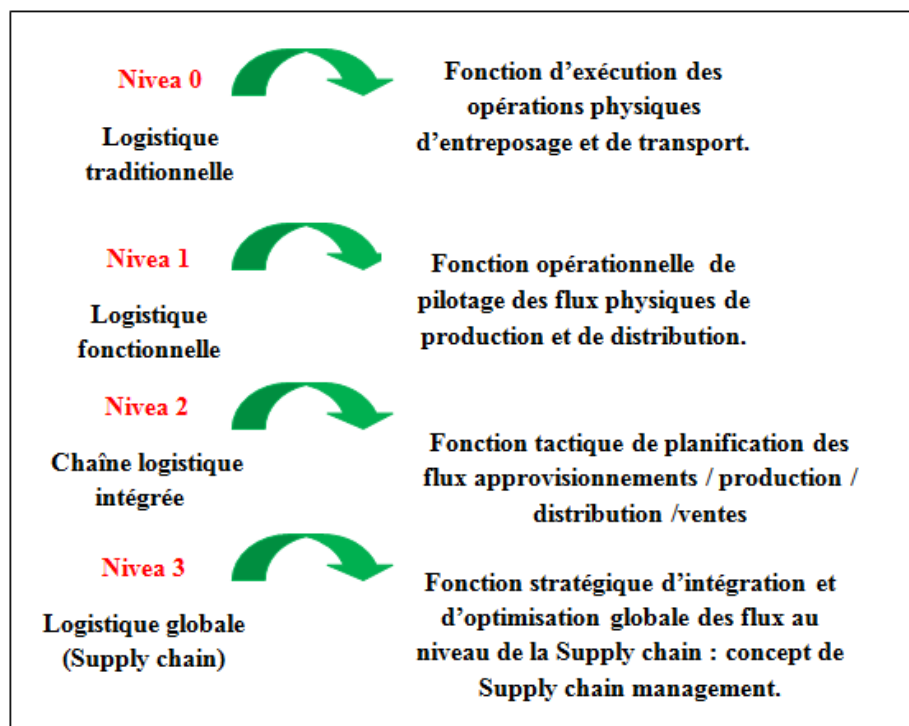 Nivea 0
Logistique
traditionnelle
Fonction d’exécution des
opérations physiques
d’entreposage et de transport.
Nivea 1
Logistique
fonctionnelle
Fonction opérationnelle de
pilotage des flux physiques de
production et de distribution.
Nivea 2
Chaîne logistique
intégrée
Fonction tactique de planification des
flux approvisionnements / production /
distribution /ventes
Nivea 3
Logistique globale
(Supply chain)
Fonction stratégique d’intégration et
d’optimisation globale des flux au
niveau de la Supply chain : concept de
Supply chain management.